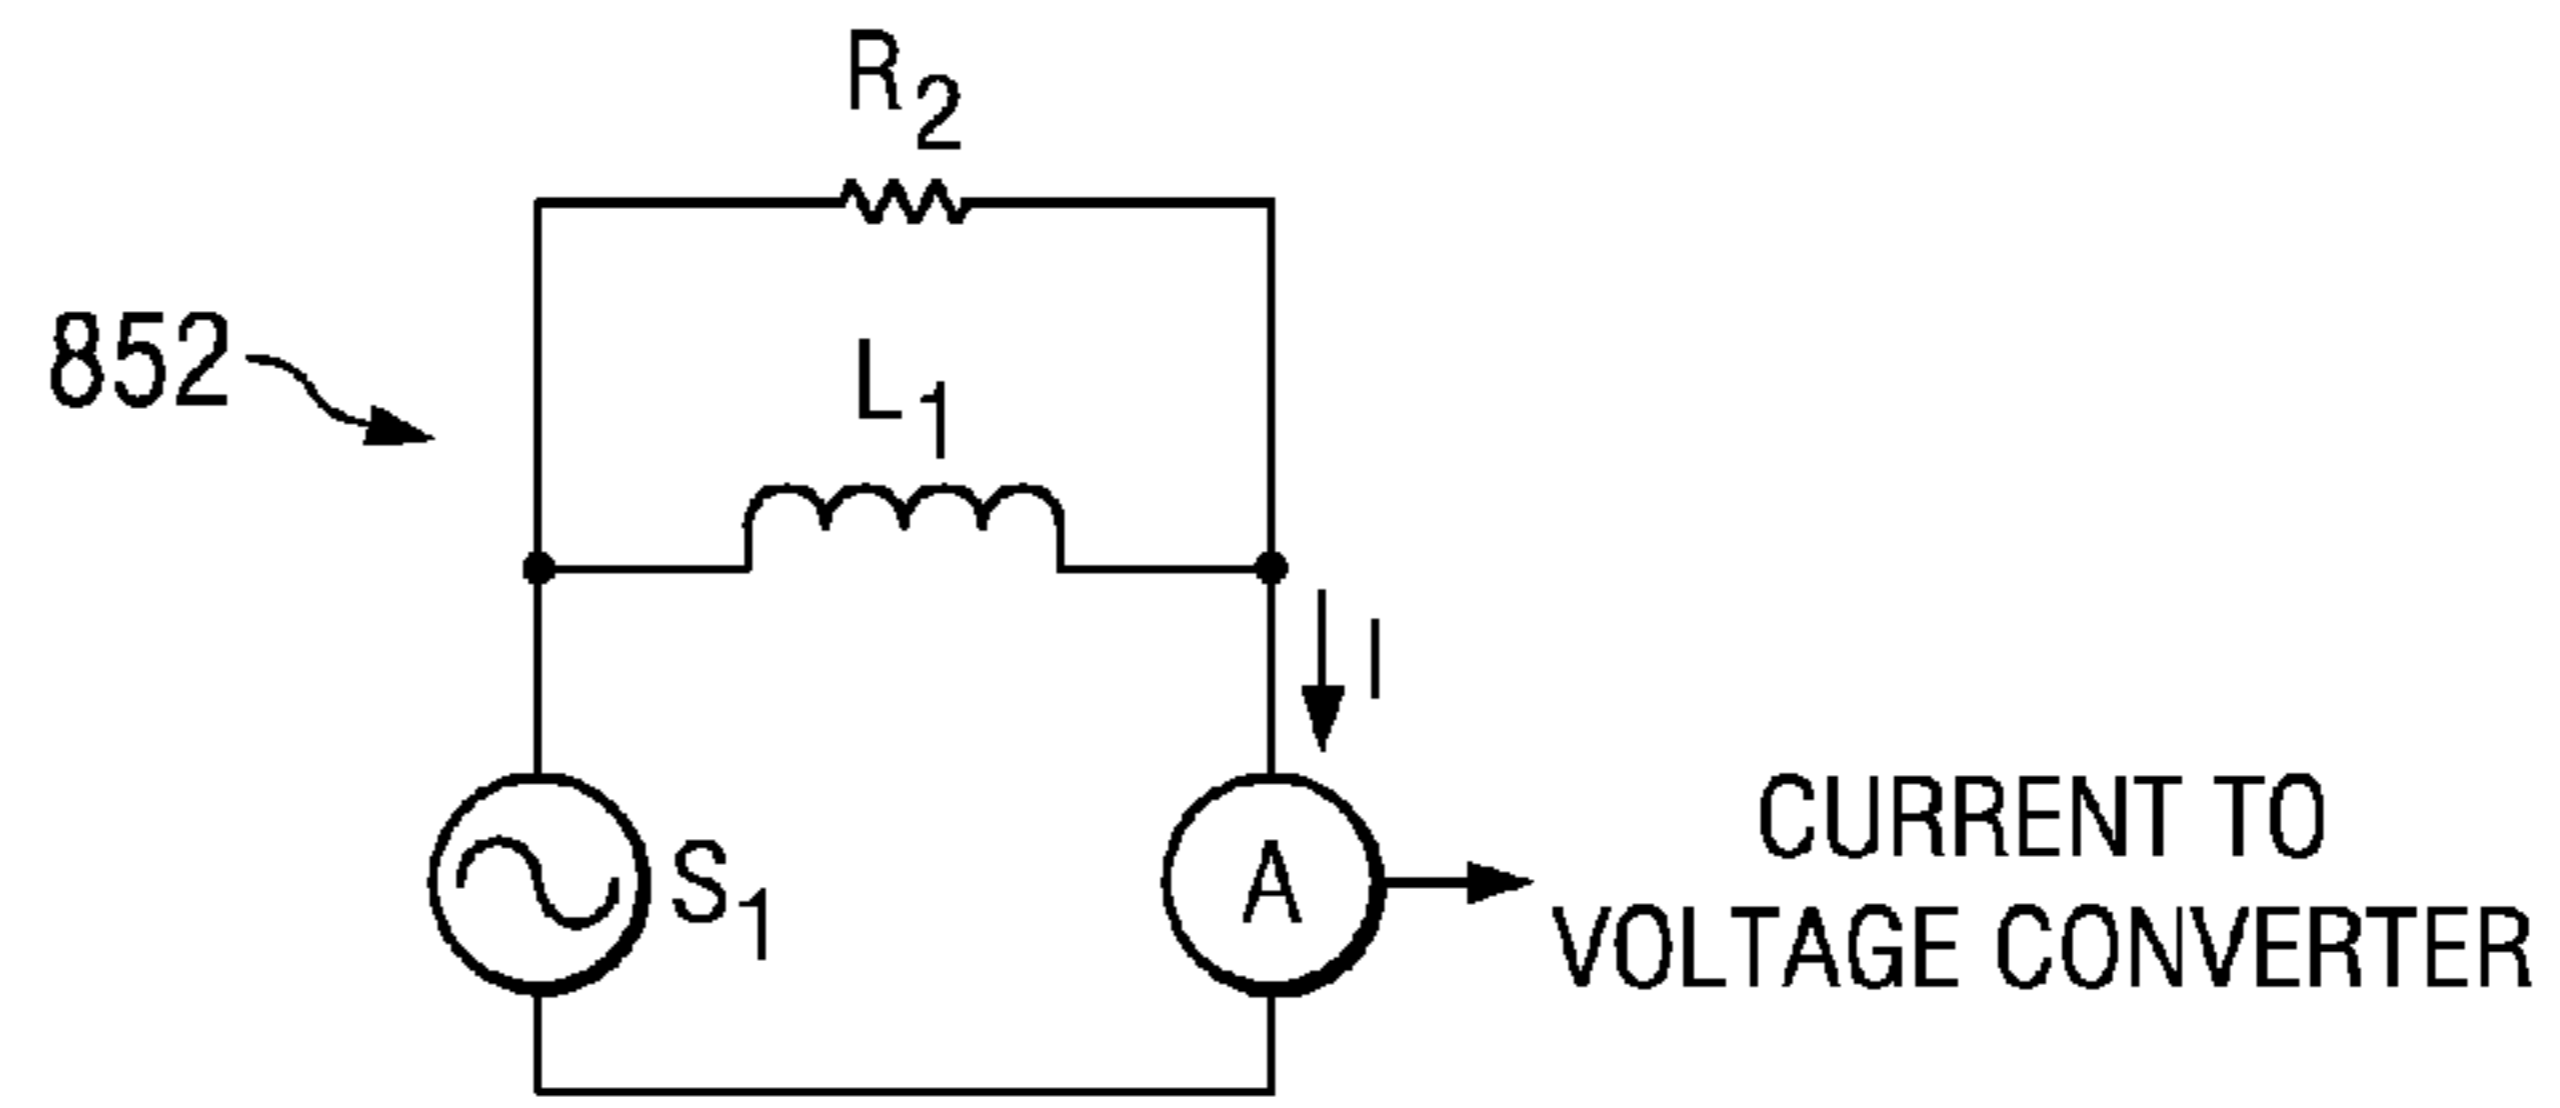 R2
852
L1
I
S1
A
CURRENT TO
VOLTAGE CONVERTER